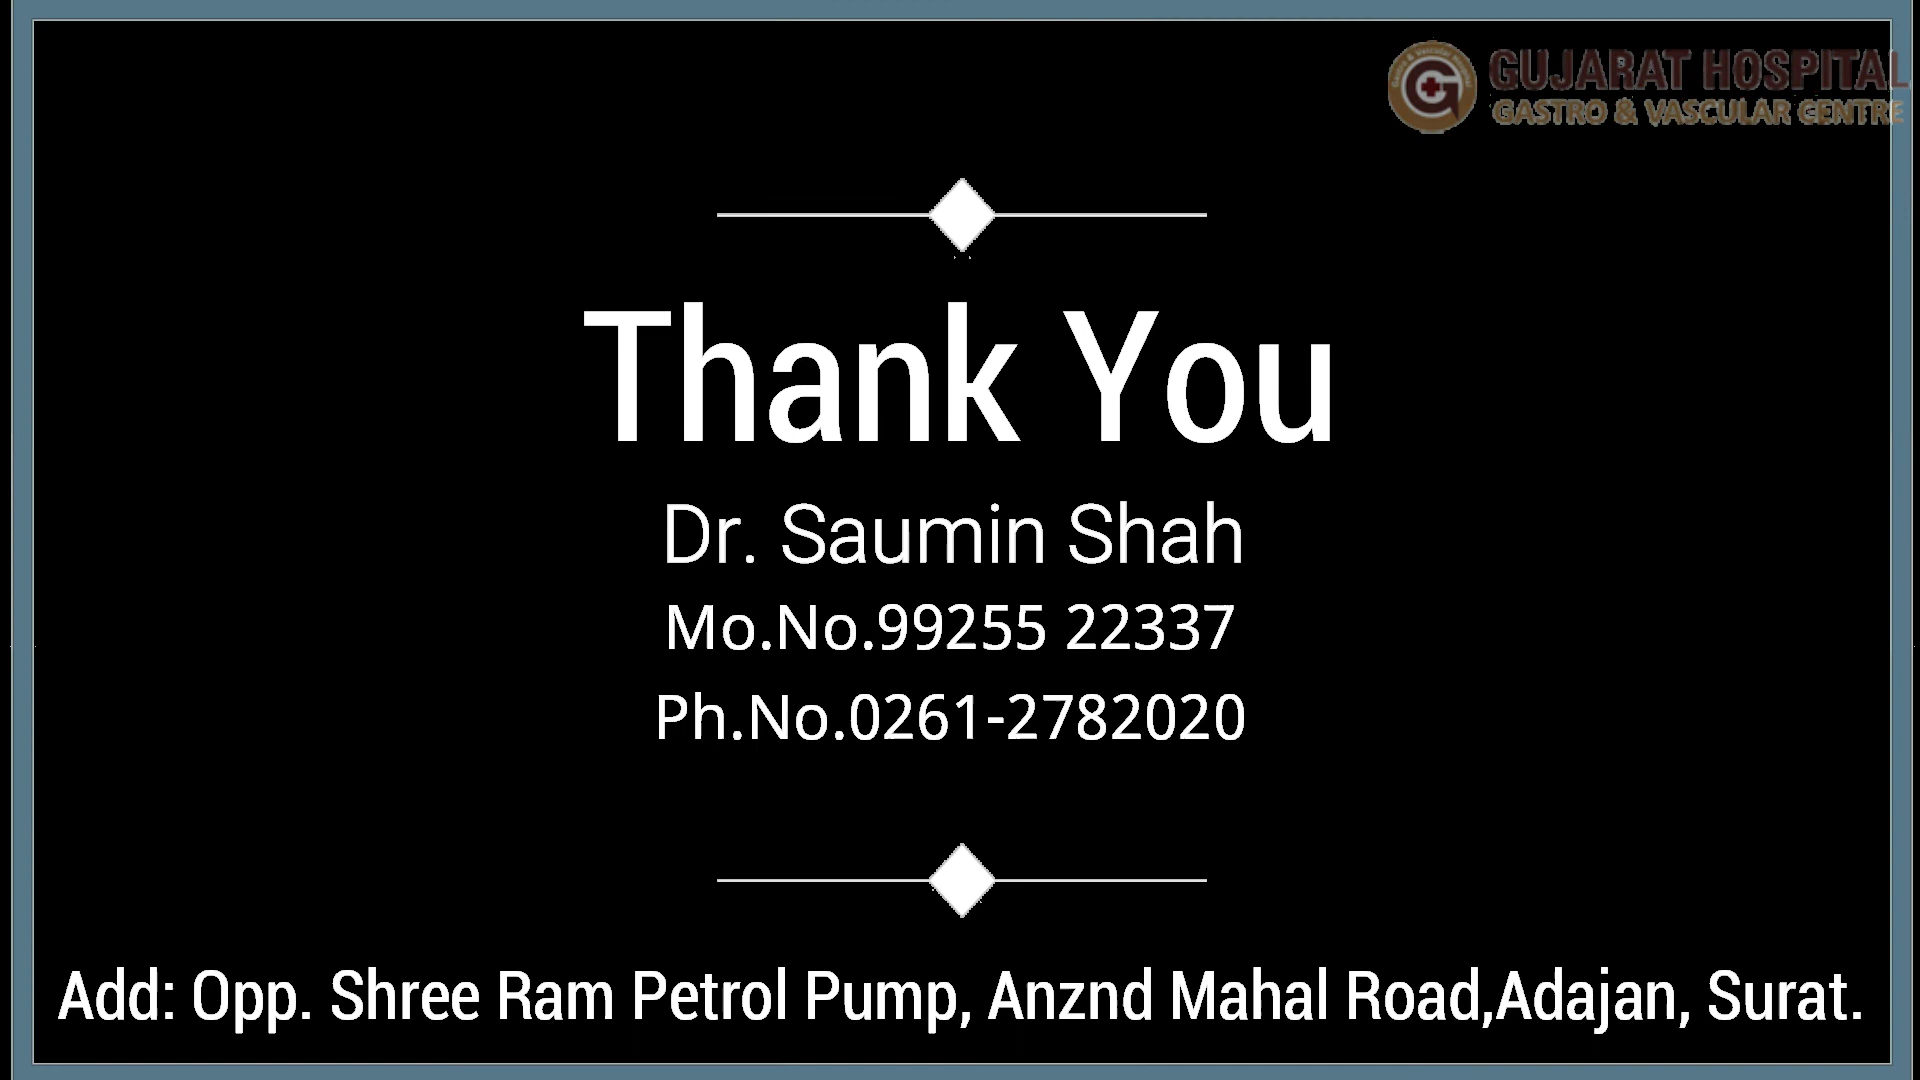 GUJARAT HOSPITAL
GASTRO & VASCULAR CENTRE
Thank You
Dr. Saumin Shah
Mo.No.99255 22337
Ph.No.0261-2782020
Add: Opp. Shree Ram Petrol Pump, Anznd Mahal Road,Adajan, Surat.